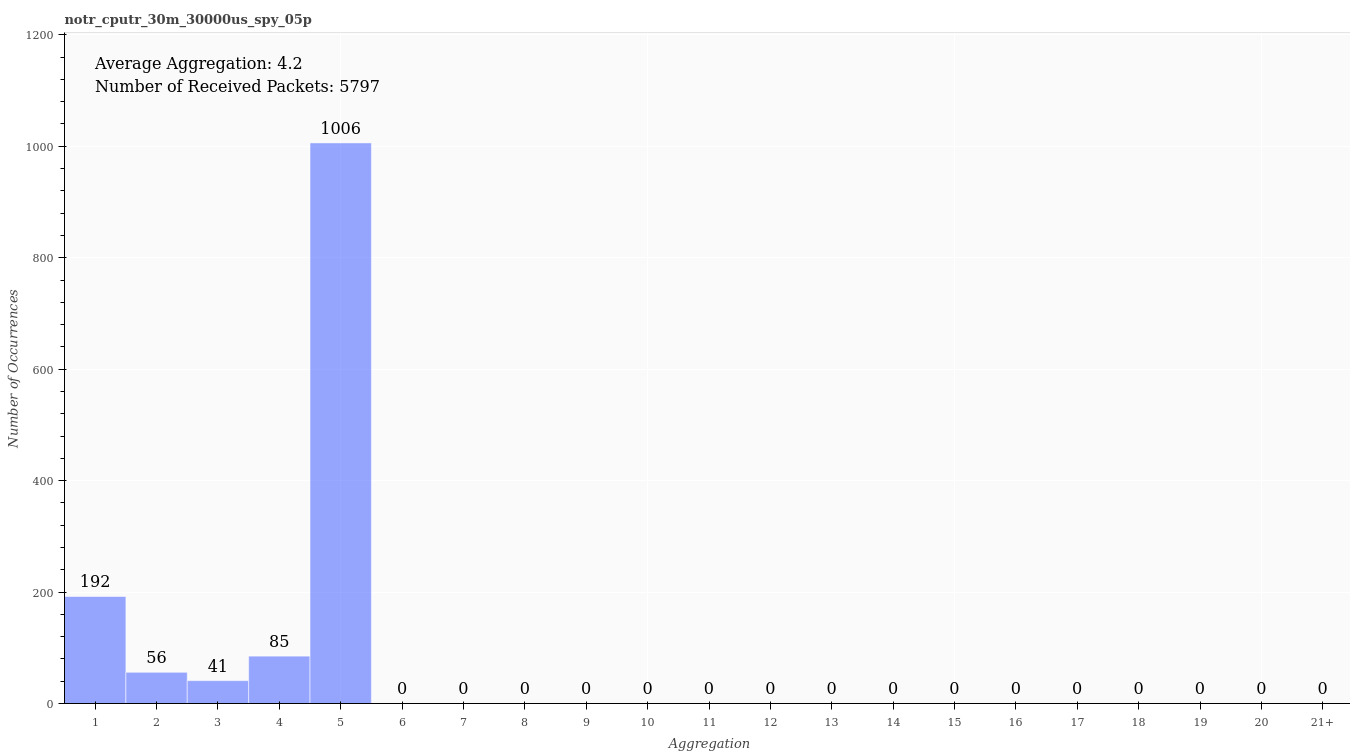 notr_cputr_30m_30000us_spy_05p
1200
Average Aggregation: 4.2
Number of Received Packets: 5797
1006
1000
800
Number of Occurrences
600
400
192
200
56
41
85
0 0 0 0 0 0 0 0 0 0 0 0 0 0 0 0
0
1 2 3 4 5 6 7 8 9 10 11 12 13 14 15 16 17 18 19 20 21+
Aggregation